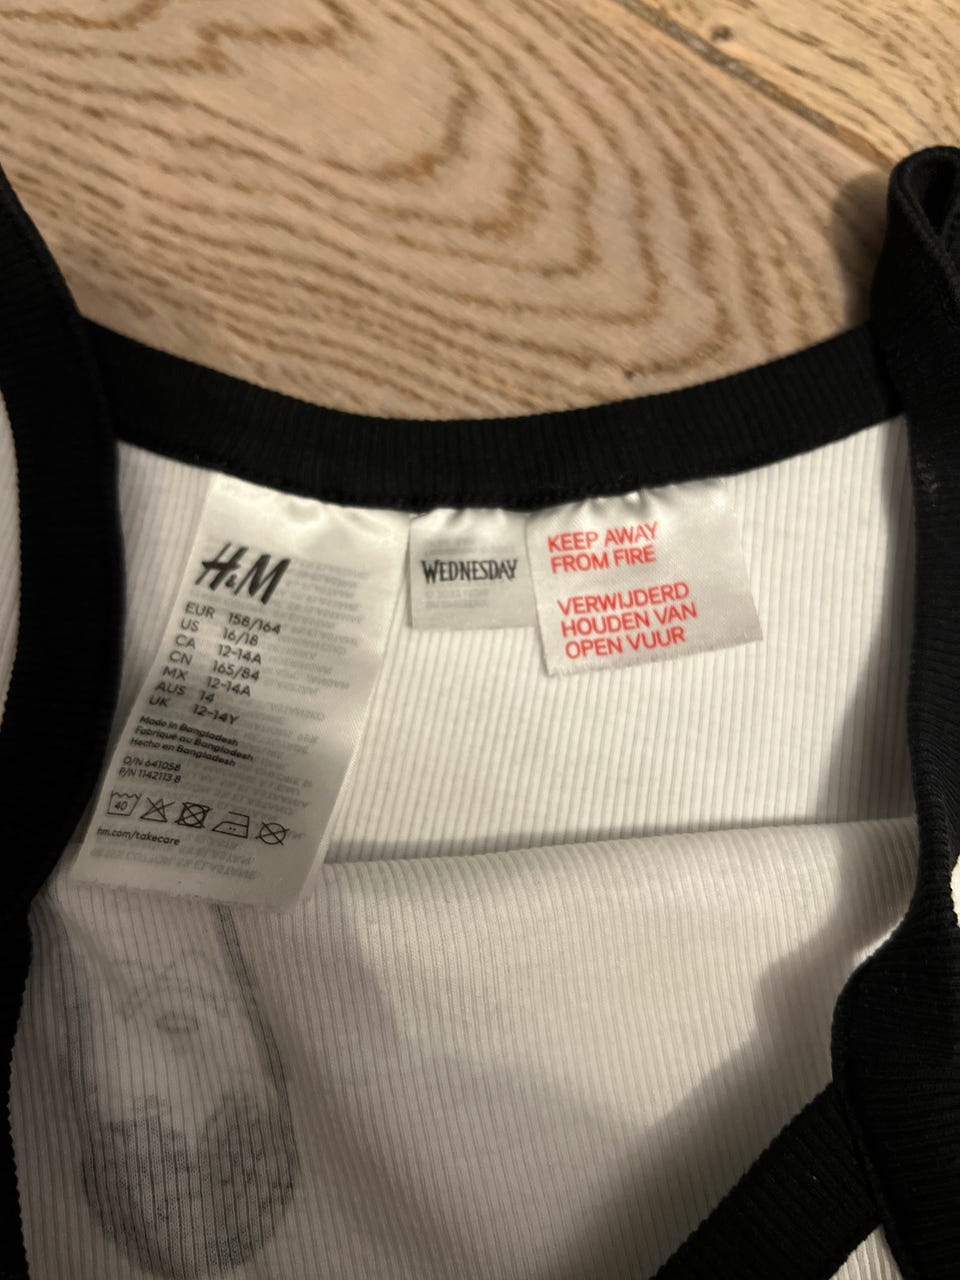 H&M
EUR 158/164
US 16/18
CA 12-14A
CN 165/84
MX 12-14A
AUS 14
UK 12-14Y
Made in Bangladesh
Fabriqué au Bangladesh
Hecho en Bangladesh
O/N 641058
P/N 1142113 8
40
hm.com/takecare
WEDNESDAY
KEEP AWAY
FROM FIRE
VERWIJDERD
HOUDEN VAN
OPEN VUUR